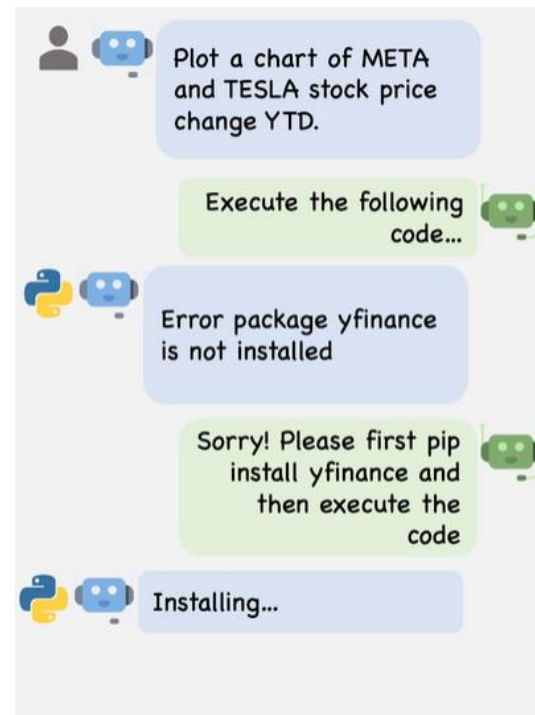 Plot a chart of META
and TESLA stock price
change YTD.
Execute the following
code...
Error package yfinance
is not installed
Sorry! Please first pip
install yfinance and
then execute the
code
Installing...